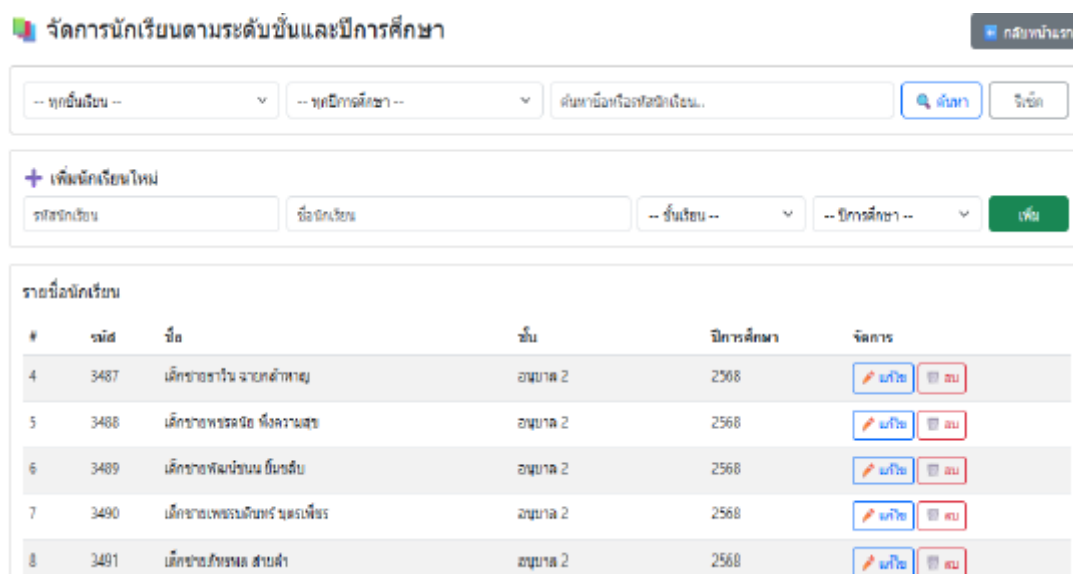 จัดการนักเรียนตามระดับชั้นและปีการศึกษา
กลับหน้าแรก
-- ทุกชั้นเรียน -- -- ทุกปีการศึกษา -- ค้นหาชื่อหรือรหัสนักเรียน.. ค้นหา รีเซ็ต
เพิ่มนักเรียนใหม่
รหัสนักเรียน ชื่อนักเรียน -- ชั้นเรียน -- -- ปีการศึกษา -- เพิ่ม
รายชื่อนักเรียน
# รหัส ชื่อ ชั้น ปีการศึกษา จัดการ
4 3487 อนุบาล 2 2568 แก้ไข ลบ
5 3488 อนุบาล 2 2568 แก้ไข ลบ
6 3489 อนุบาล 2 2568 แก้ไข ลบ
7 3490 อนุบาล 2 2568 แก้ไข ลบ
8 3491 อนุบาล 2 2568 แก้ไข ลบ